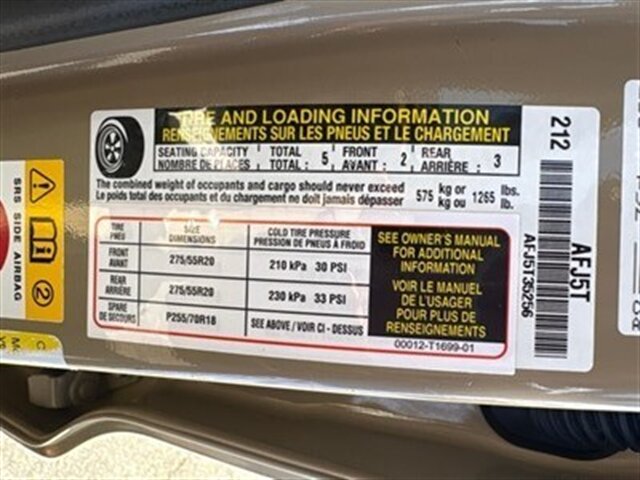 TIRE AND LOADING INFORMATION
RENSEIGNEMENTS SUR LES PNEUS ET LE CHARGEMENT
SEATING CAPACITY TOTAL FRONT REAR
NOMBRE DE PLACES TOTAL : 5 AVANT : 2 ARRIÈRE : 3
The combined weight of occupants and cargo should never exceed 575 kg or 1265 lbs.
Le poids total des occupants et du chargement ne doit jamais dépasser kg ou lb.
TIRE SIZE COLD TIRE PRESSURE
PNEU DIMENSIONS PRESSION DE PNEUS À FROID
FRONT
AVANT 275/55R20 210 kPa 30 PSI
REAR
ARRIÈRE 275/55R20 230 kPa 33 PSI
SPARE
DE SECOURS P255/70R18 SEE ABOVE / VOIR CI - DESSUS
SEE OWNER'S MANUAL
FOR ADDITIONAL
INFORMATION
VOIR LE MANUEL
DE L'USAGER
POUR PLUS DE
RENSEIGNEMENTS
00012-T1699-01
212
AFJ5T
AFJ5T35256
SRS SIDE AIRBAG
2